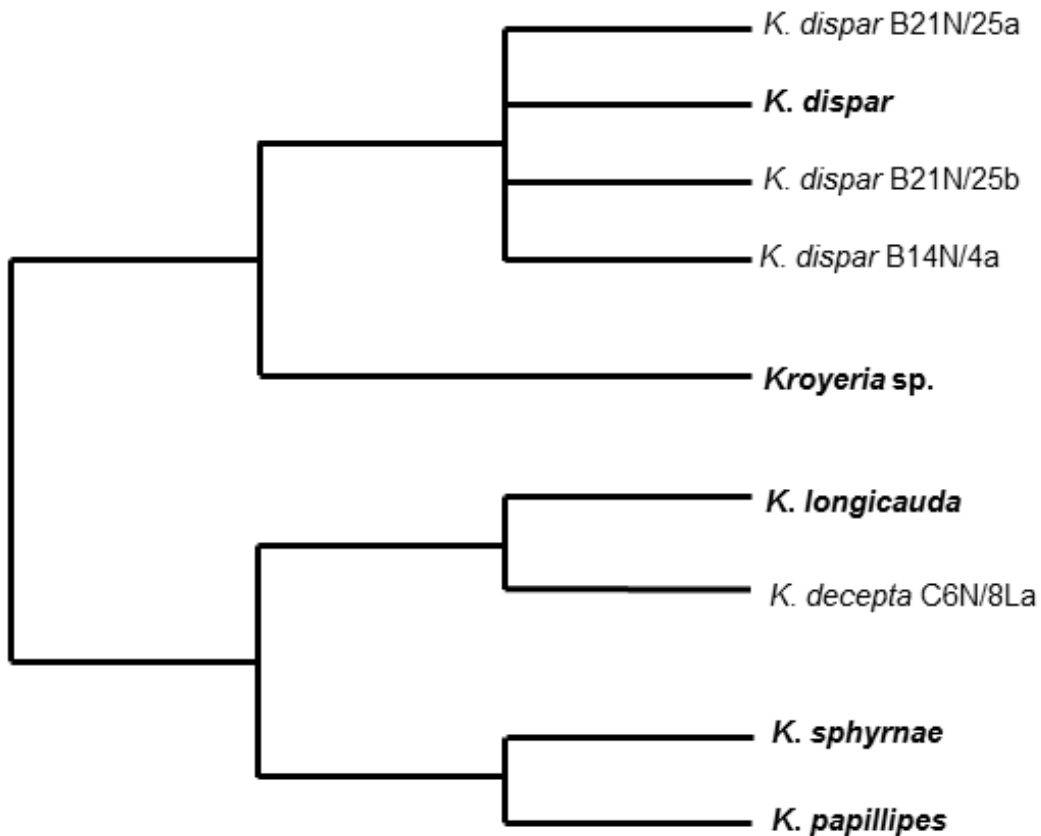 K. dispar B21N/25a
K. dispar
K. dispar B21N/25b
K. dispar B14N/4a
Kroyeria sp.
K. longicauda
K. decepta C6N/8La
K. sphyrnae
K. papillipes